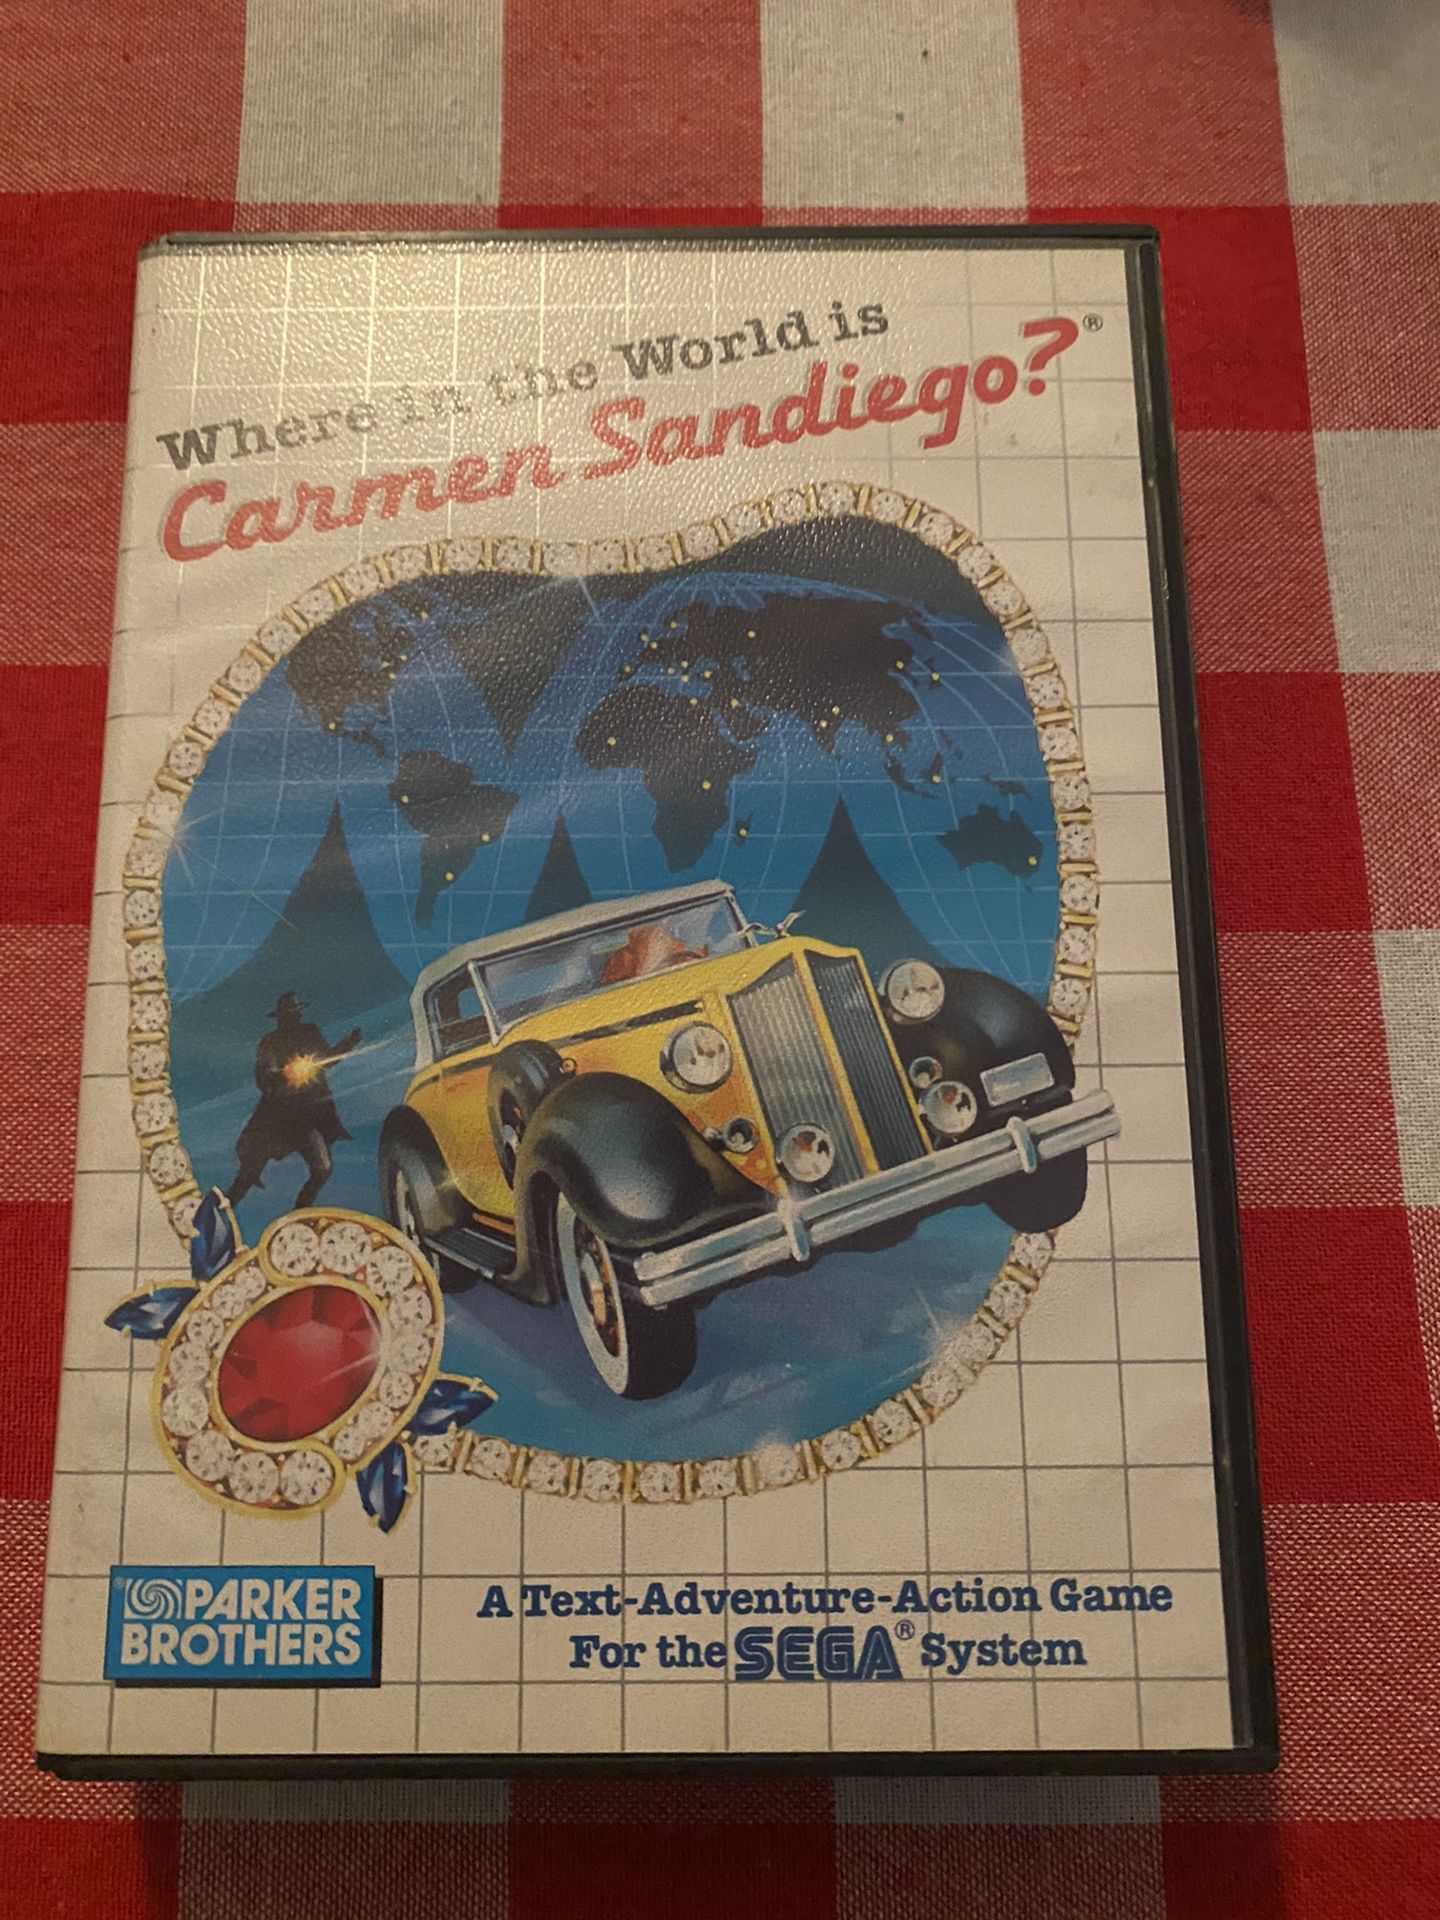 Where in the World is
Carmen Sandiego?®
PARKER
BROTHERS
A Text-Adventure-Action Game
For the SEGA® System